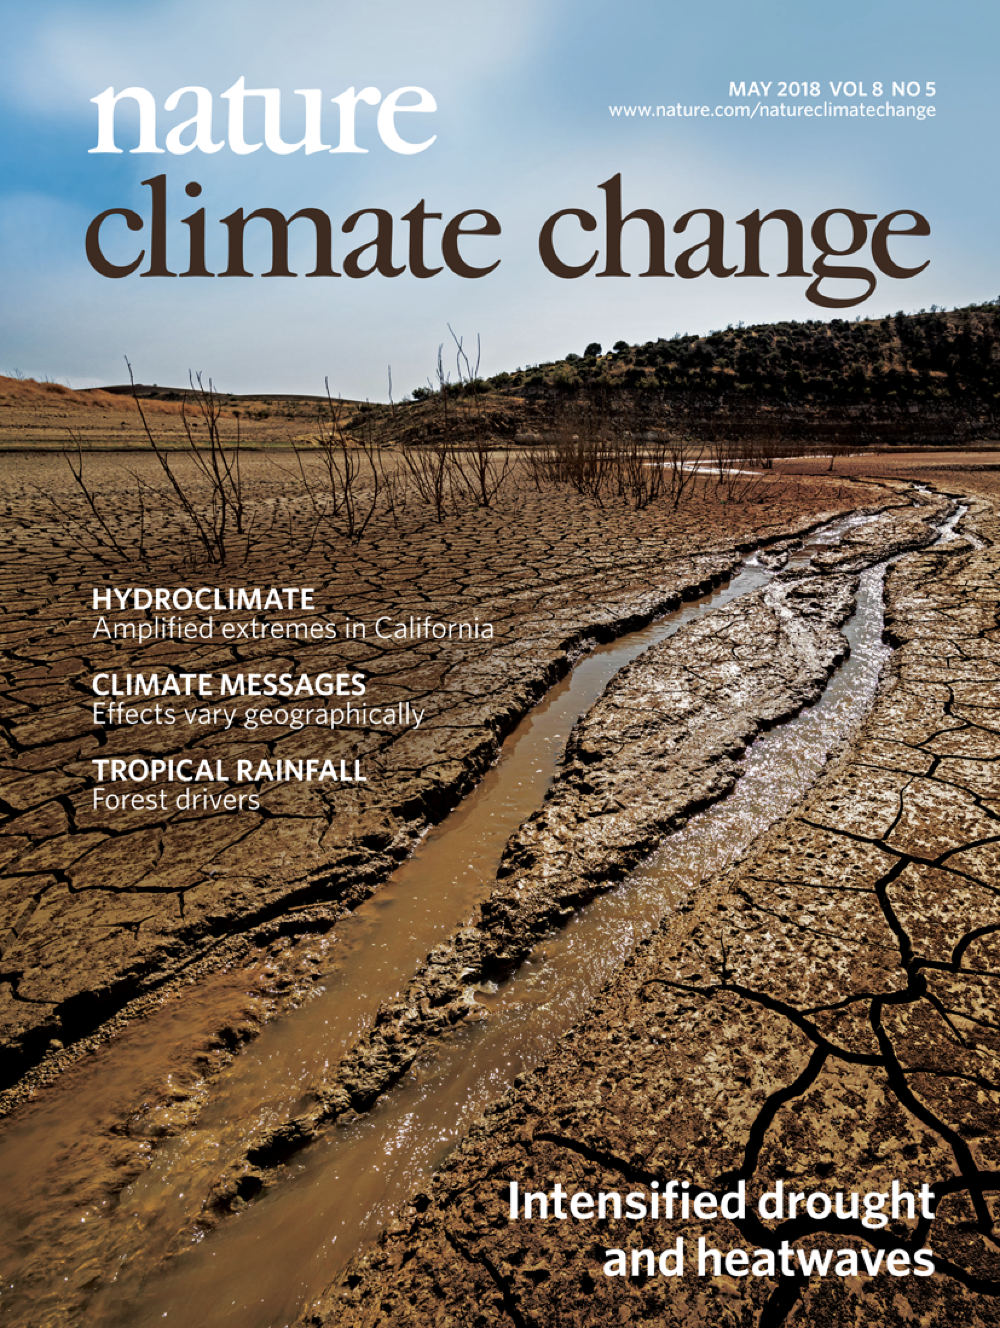 nature
MAY 2018 VOL 8 NO 5
www.nature.com/natureclimatechange
climate change
HYDROCLIMATE
Amplified extremes in California
CLIMATE MESSAGES
Effects vary geographically
TROPICAL RAINFALL
Forest drivers
Intensified drought
and heatwaves